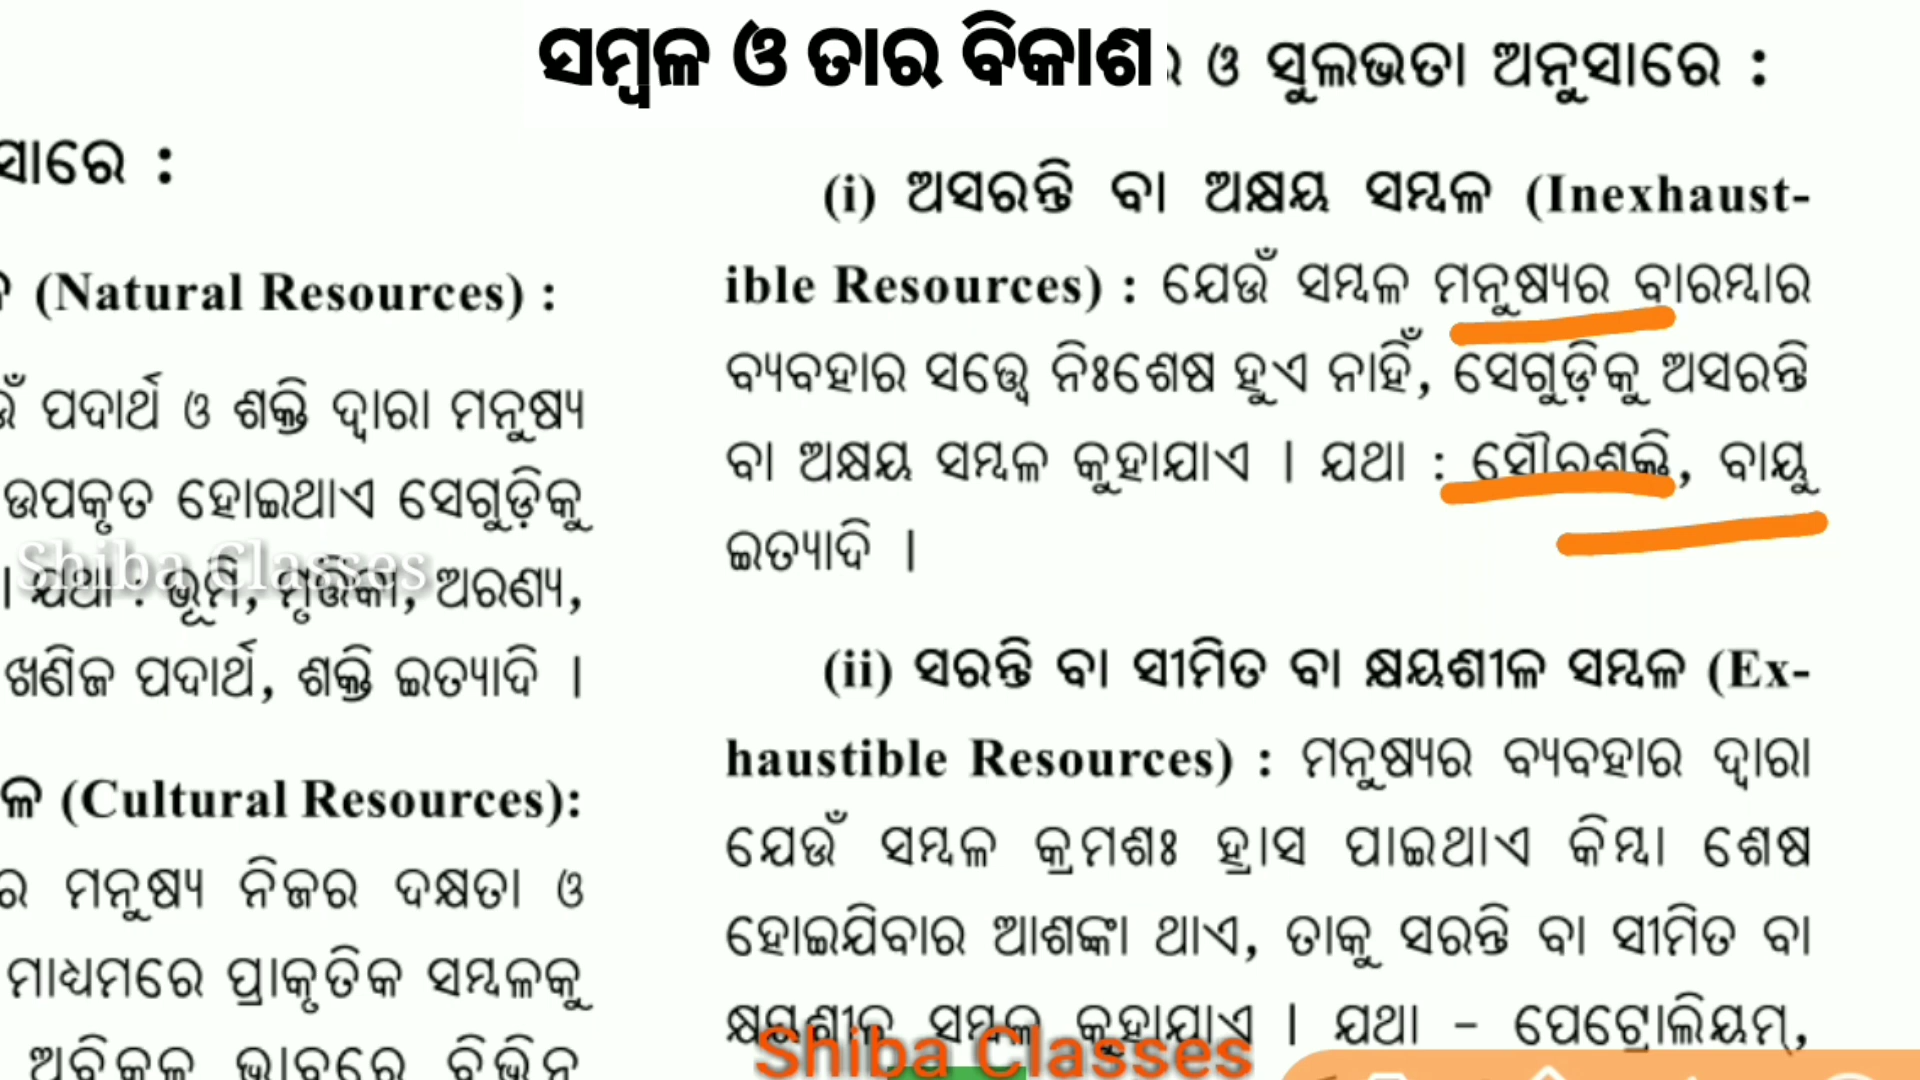 ସମ୍ବଳ ଓ ତାର ବିକାଶ
ଓ ସୁଲଭତା ଅନୁସାରେ :
ସାରେ :
(Natural Resources) :
ପଦାର୍ଥ ଓ ଶକ୍ତି ଦ୍ୱାରା ମନୁଷ୍ୟ
ଉପକୃତ ହୋଇଥାଏ ସେଗୁଡ଼ିକୁ
Shiba Classes
। ଯଥା : ଭୂମି, ମୃତ୍ତିକା, ଅରଣ୍ୟ,
ଖଣିଜ ପଦାର୍ଥ, ଶକ୍ତି ଇତ୍ୟାଦି ।
ଳ (Cultural Resources):
ର ମନୁଷ୍ୟ ନିଜର ଦକ୍ଷତା ଓ
ମାଧ୍ୟମରେ ପ୍ରାକୃତିକ ସମ୍ବଳକୁ
ଅବିକଳ ଭାବରେ ବିଭିନ୍ନ
(i) ଅସରନ୍ତି ବା ଅକ୍ଷୟ ସମ୍ବଳ (Inexhaust-
ible Resources) : ଯେଉଁ ସମ୍ବଳ ମନୁଷ୍ୟର ବାରମ୍ବାର
ବ୍ୟବହାର ସତ୍ତ୍ୱେ ନିଃଶେଷ ହୁଏ ନାହିଁ, ସେଗୁଡ଼ିକୁ ଅସରନ୍ତି
ବା ଅକ୍ଷୟ ସମ୍ବଳ କୁହାଯାଏ । ଯଥା : ସୌରଶକ୍ତି, ବାୟୁ
ଇତ୍ୟାଦି ।
(ii) ସରନ୍ତି ବା ସୀମିତ ବା କ୍ଷୟଶୀଳ ସମ୍ବଳ (Ex-
haustible Resources) : ମନୁଷ୍ୟର ବ୍ୟବହାର ଦ୍ୱାରା
ଯେଉଁ ସମ୍ବଳ କ୍ରମଶଃ ହ୍ରାସ ପାଇଥାଏ କିମ୍ବା ଶେଷ
ହୋଇଯିବାର ଆଶଙ୍କା ଥାଏ, ତାକୁ ସରନ୍ତି ବା ସୀମିତ ବା
କ୍ଷୟଶୀଳ ସମ୍ବଳ କୁହାଯାଏ । ଯଥା – ପେଟ୍ରୋଲିୟମ୍,
Shiba Classes